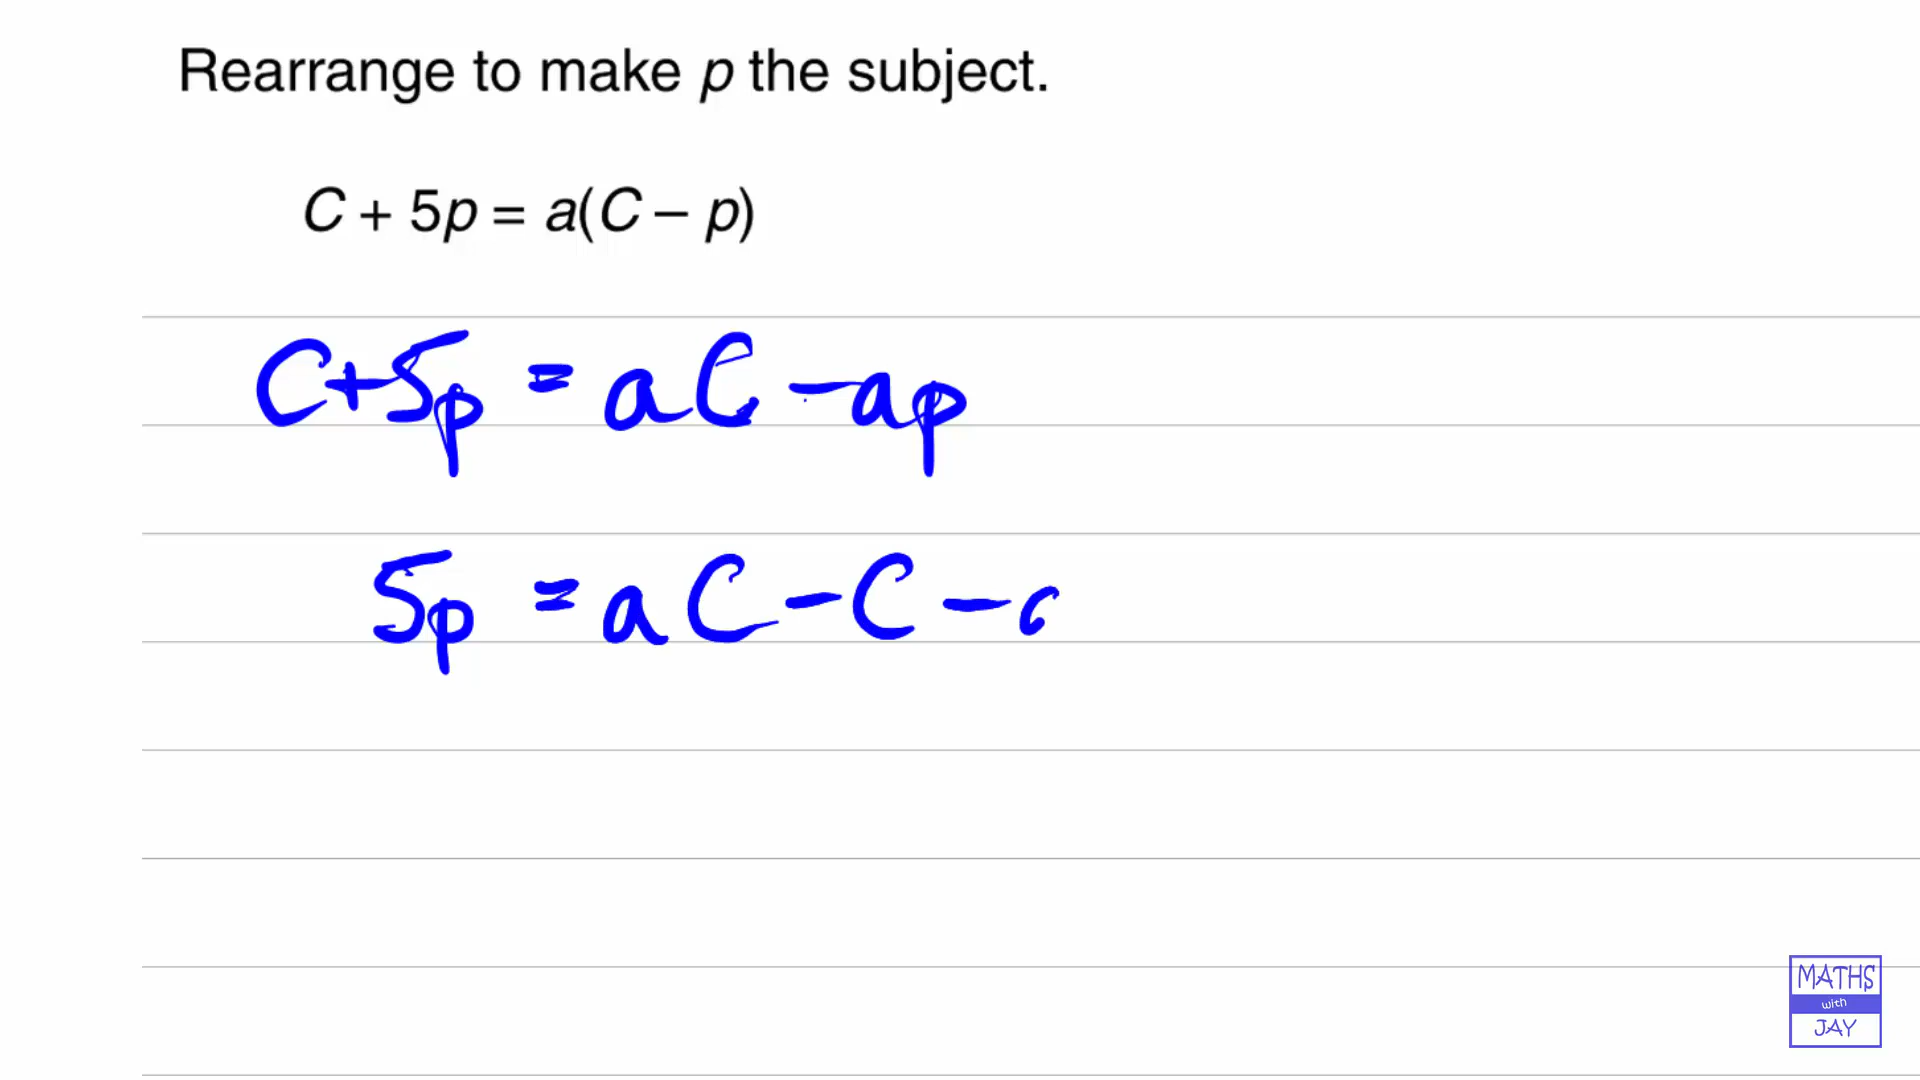 Rearrange to make p the subject.
C + 5p = a(C – p)
C+5p = aC – ap
5p = aC – C –
MATHS
with
JAY